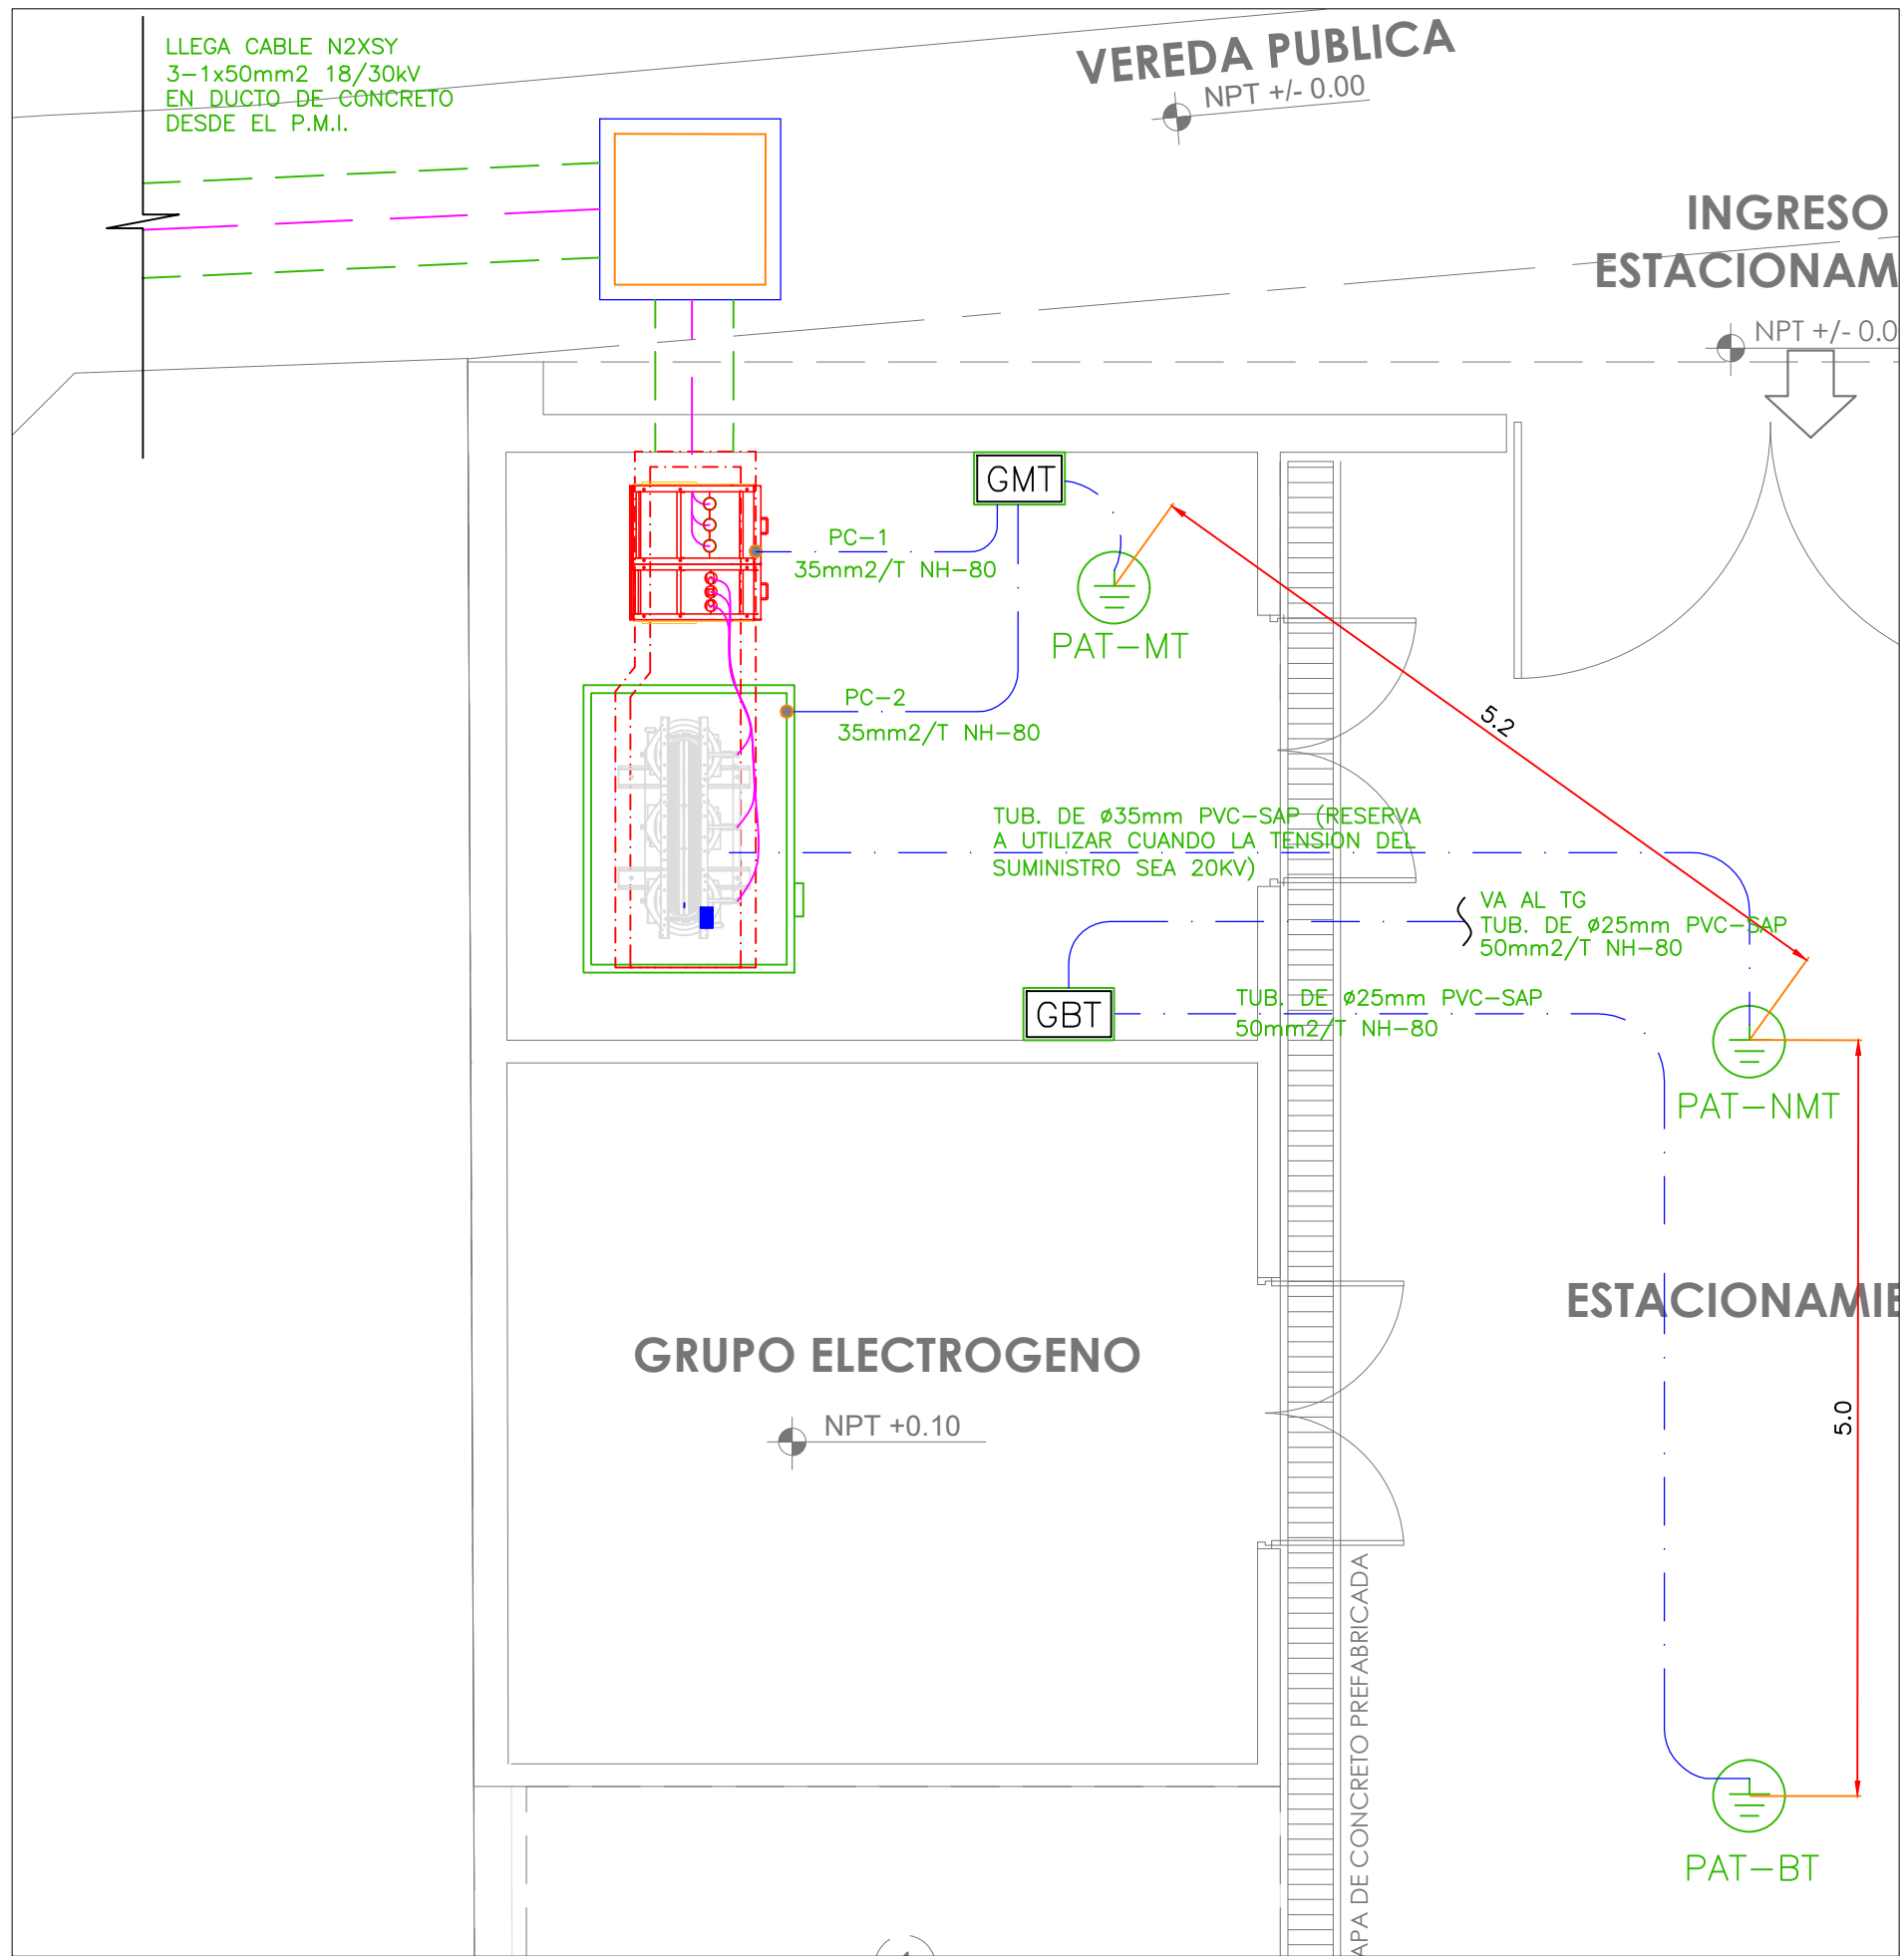 LLEGA CABLE N2XSY
3-1x50mm2 18/30kV
EN DUCTO DE CONCRETO
DESDE EL P.M.I.
VEREDA PUBLICA
NPT +/- 0.00
INGRESO
ESTACIONAM
NPT +/- 0.0
GMT
PC-1
35mm2/T NH-80
PAT-MT
PC-2
35mm2/T NH-80
5.2
TUB. DE ø35mm PVC-SAP (RESERVA
A UTILIZAR CUANDO LA TENSION DEL
SUMINISTRO SEA 20KV)
VA AL TG
TUB. DE ø25mm PVC-SAP
50mm2/T NH-80
GBT
TUB. DE ø25mm PVC-SAP
50mm2/T NH-80
PAT-NMT
ESTACIONAMIE
GRUPO ELECTROGENO
NPT +0.10
5.0
APA DE CONCRETO PREFABRICADA
PAT-BT